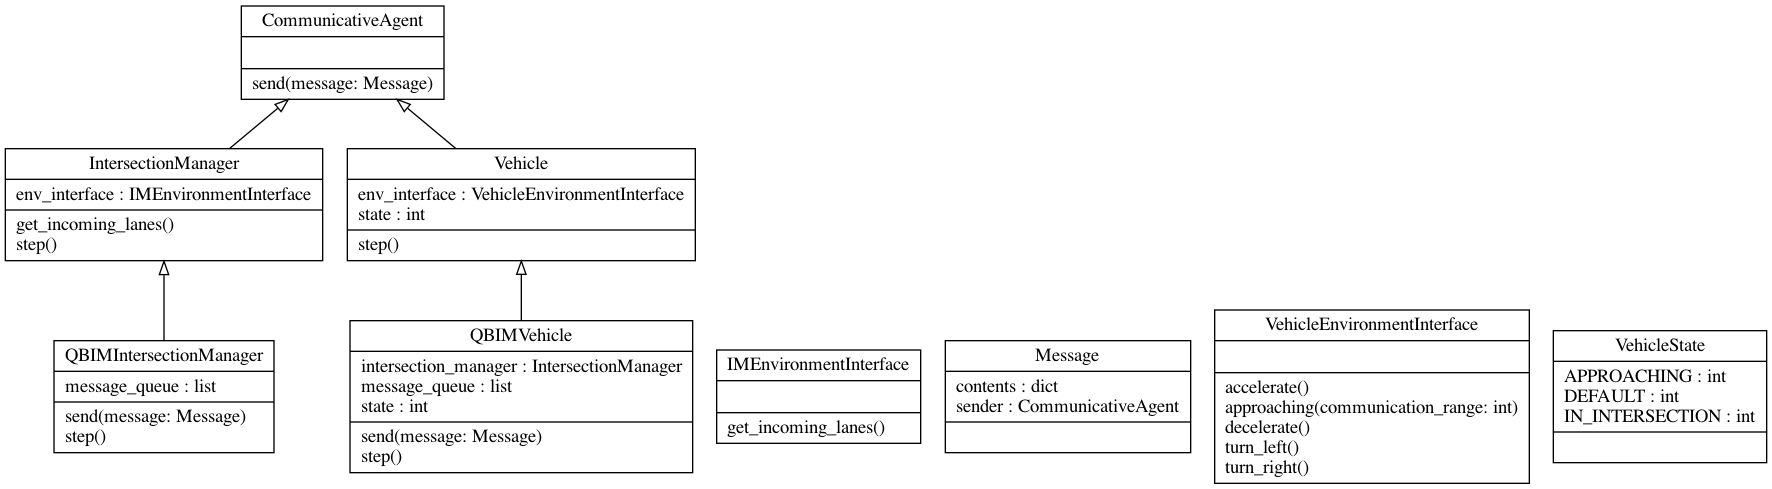 CommunicativeAgent
send(message: Message)
IntersectionManager
env_interface : IMEnvironmentInterface
get_incoming_lanes()
step()
Vehicle
env_interface : VehicleEnvironmentInterface
state : int
step()
QBIMIntersectionManager
message_queue : list
send(message: Message)
step()
QBIMVehicle
intersection_manager : IntersectionManager
message_queue : list
state : int
send(message: Message)
step()
IMEnvironmentInterface
get_incoming_lanes()
Message
contents : dict
sender : CommunicativeAgent
VehicleEnvironmentInterface
accelerate()
approaching(communication_range: int)
decelerate()
turn_left()
turn_right()
VehicleState
APPROACHING : int
DEFAULT : int
IN_INTERSECTION : int